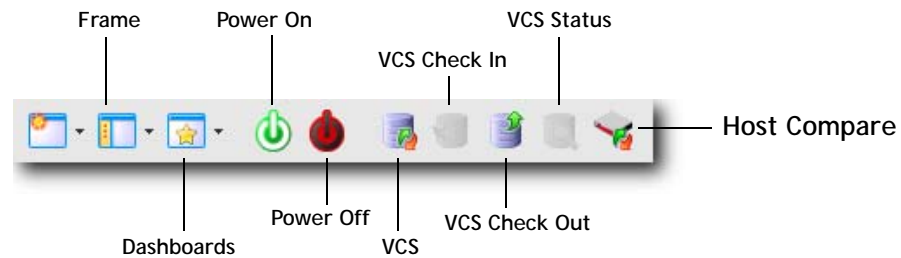 Frame
Power On
VCS Status
VCS Check In
Host Compare
Power Off
VCS Check Out
Dashboards
VCS